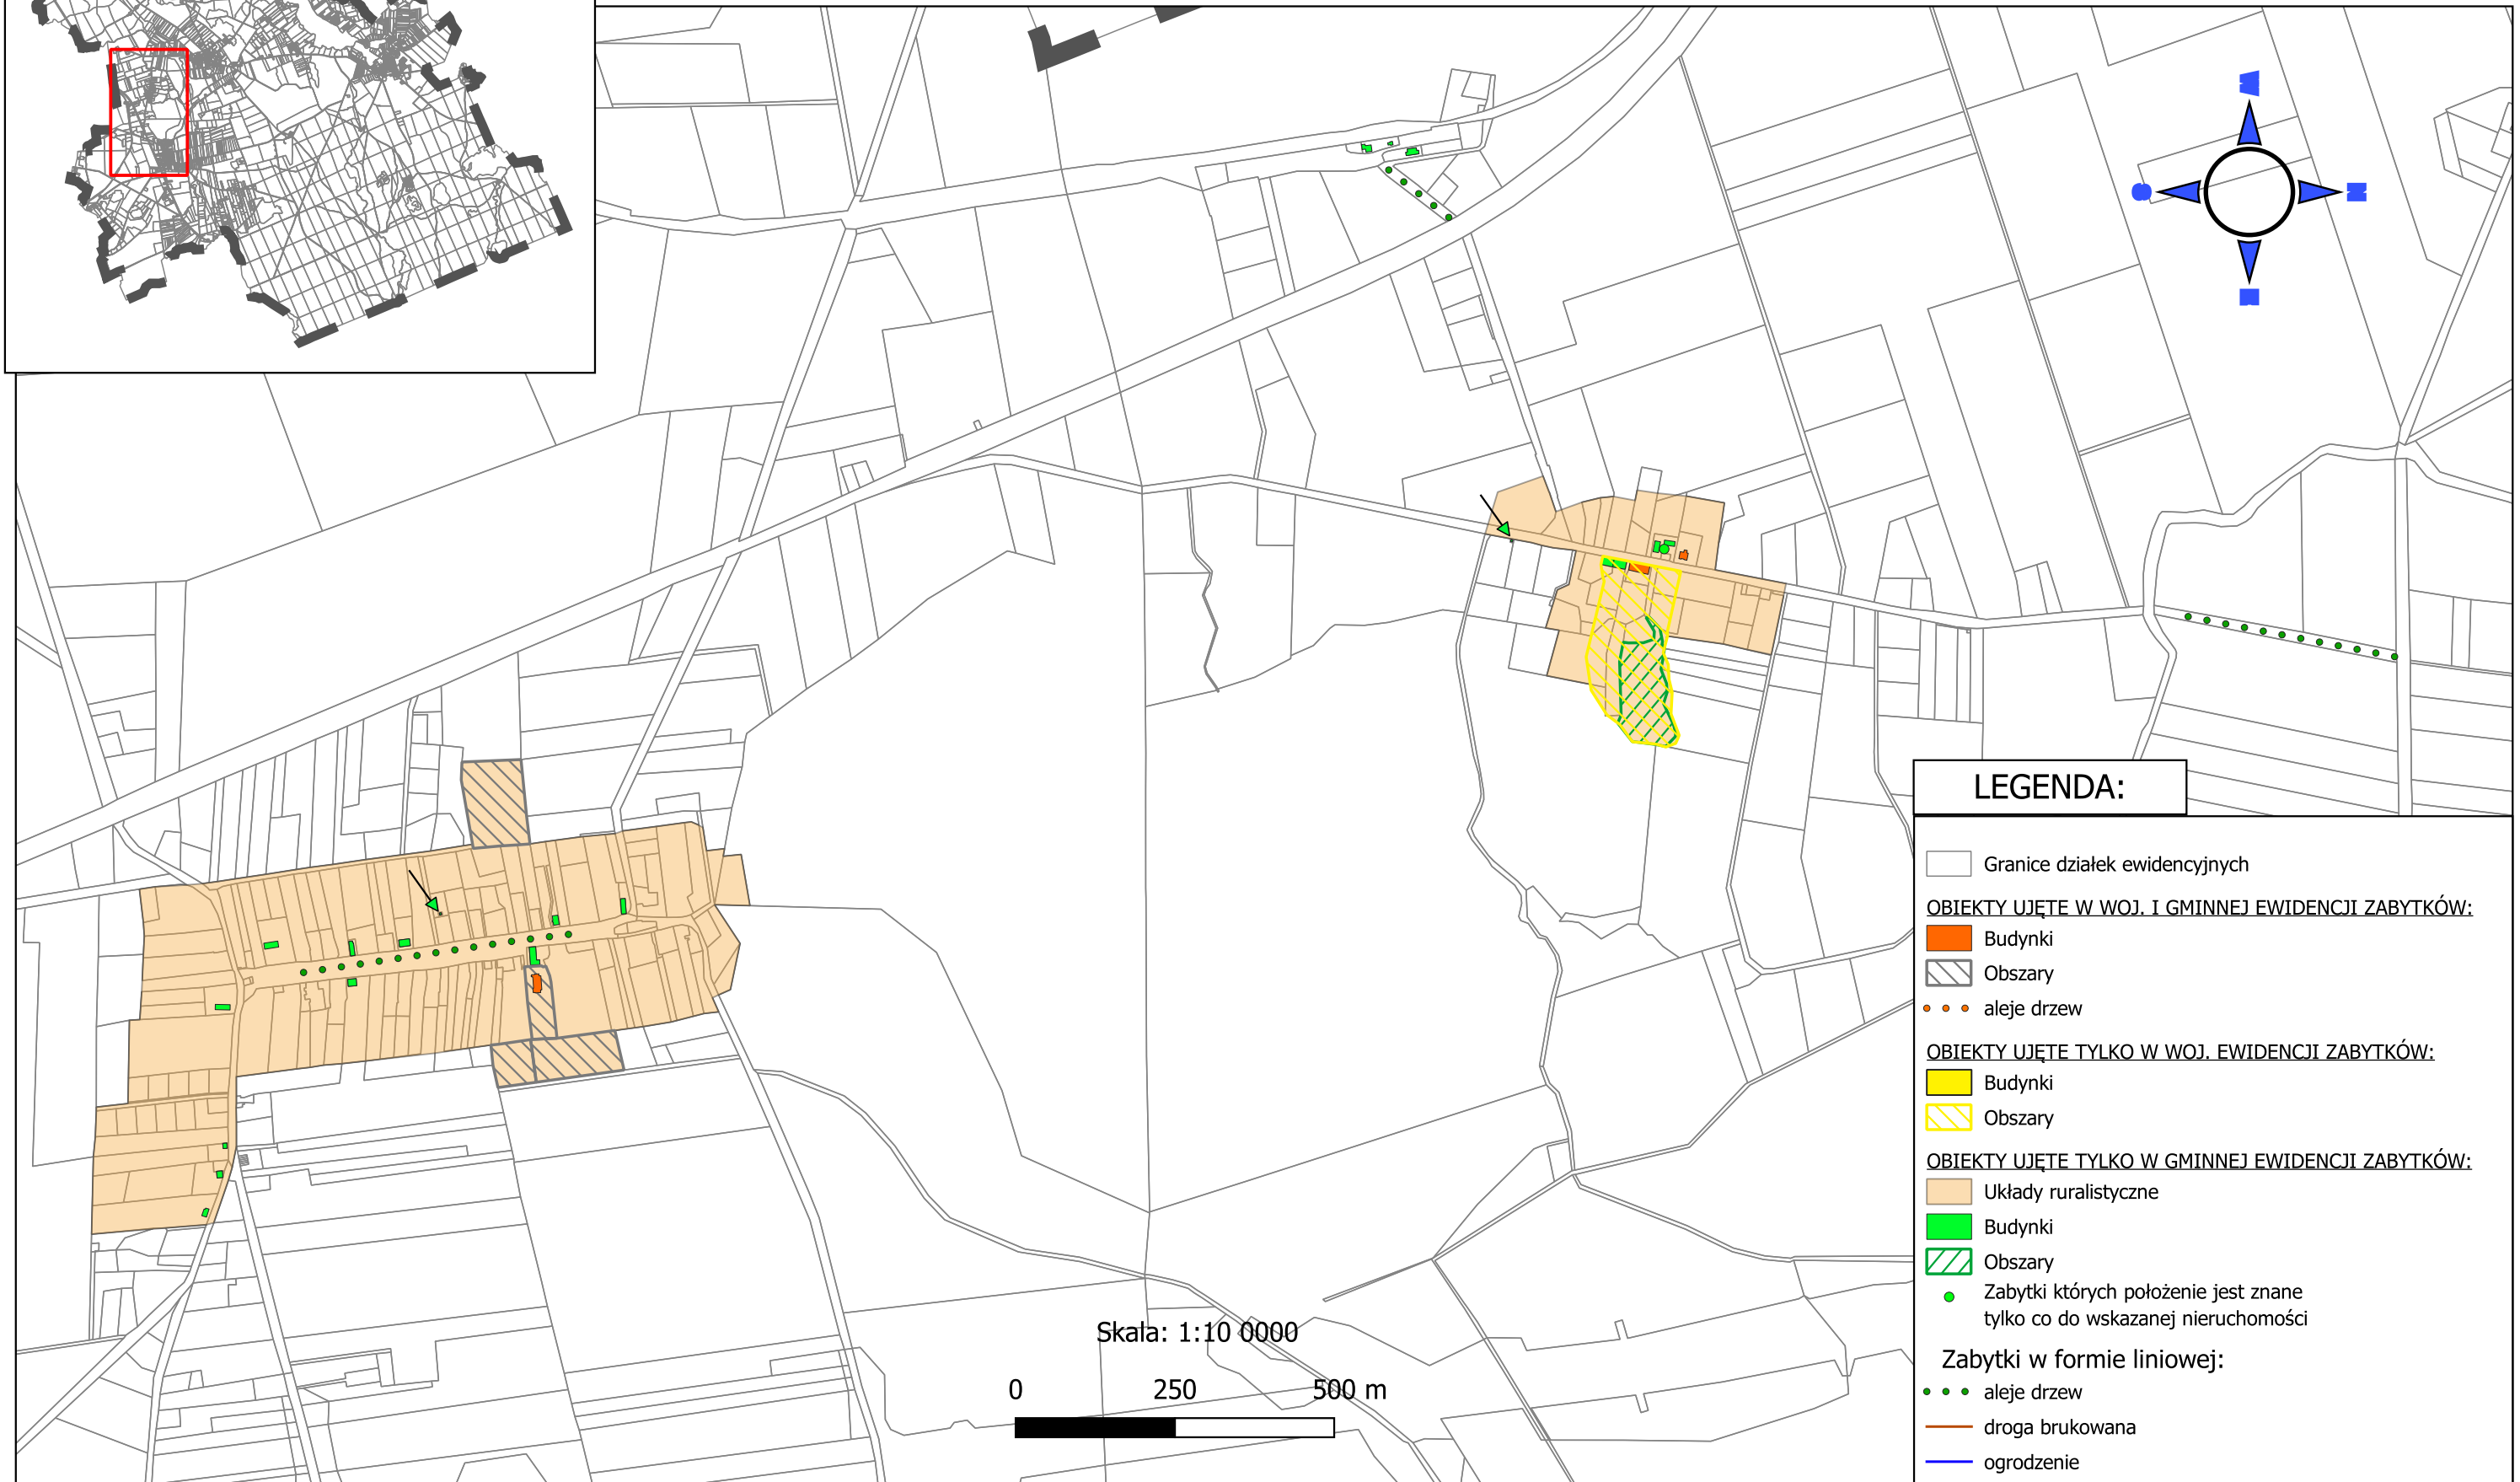 LEGENDA:
Granice działek ewidencyjnych
OBIEKTY UJĘTE W WOJ. I GMINNEJ EWIDENCJI ZABYTKÓW:
Budynki
Obszary
aleje drzew
OBIEKTY UJĘTE TYLKO W WOJ. EWIDENCJI ZABYTKÓW:
Budynki
Obszary
OBIEKTY UJĘTE TYLKO W GMINNEJ EWIDENCJI ZABYTKÓW:
Układy ruralistyczne
Budynki
Obszary
Zabytki których położenie jest znane
tylko co do wskazanej nieruchomości
Zabytki w formie liniowej:
aleje drzew
droga brukowana
ogrodzenie
Skala: 1:10 0000
0 250 500 m